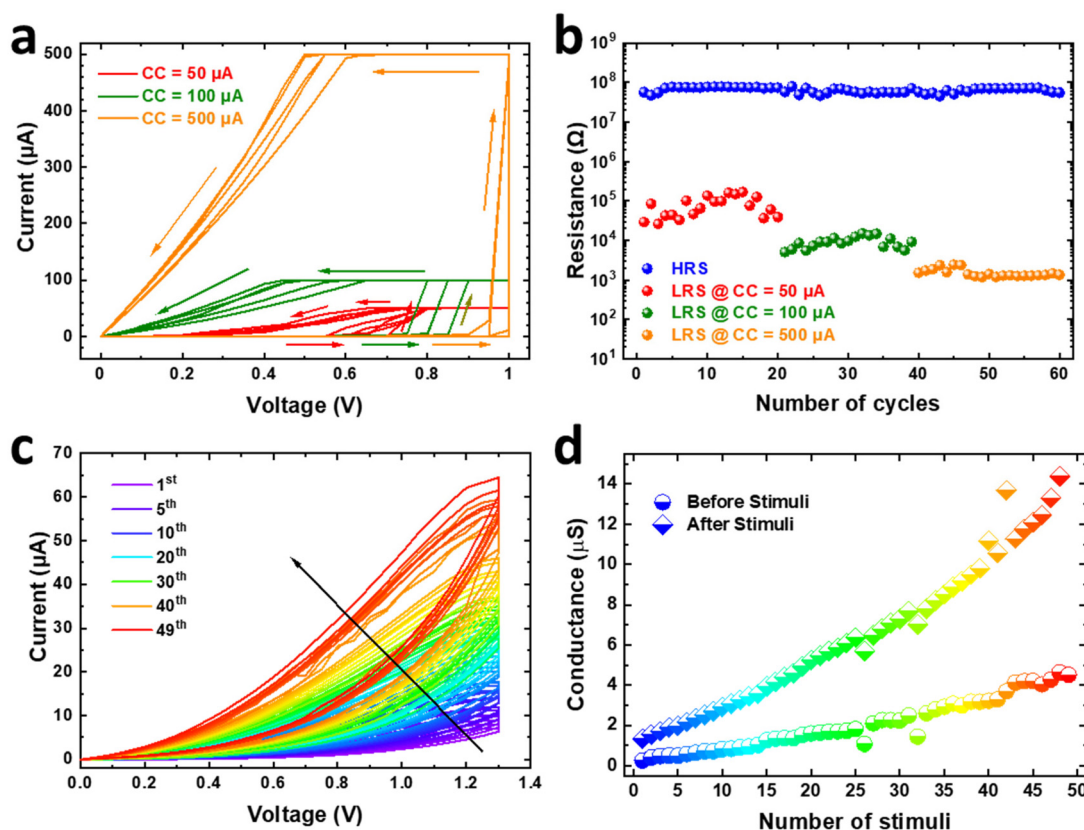 a
500
400
300
200
100
0
Current (µA)
CC = 50 µA
CC = 100 µA
CC = 500 µA
0
0.2
0.4
0.6
0.8
1
Voltage (V)
b
10⁹
10⁸
10⁷
10⁶
10⁵
10⁴
10³
10²
10¹
Resistance (Ω)
HRS
LRS @ CC = 50 µA
LRS @ CC = 100 µA
LRS @ CC = 500 µA
0
10
20
30
40
50
60
Number of cycles
c
70
60
50
40
30
20
10
0
Current (µA)
1ˢᵗ
5ᵗʰ
10ᵗʰ
20ᵗʰ
30ᵗʰ
40ᵗʰ
49ᵗʰ
0.0
0.2
0.4
0.6
0.8
1.0
1.2
1.4
Voltage (V)
d
14
12
10
8
6
4
2
0
Conductance (µS)
Before Stimuli
After Stimuli
0
5
10
15
20
25
30
35
40
45
50
Number of stimuli